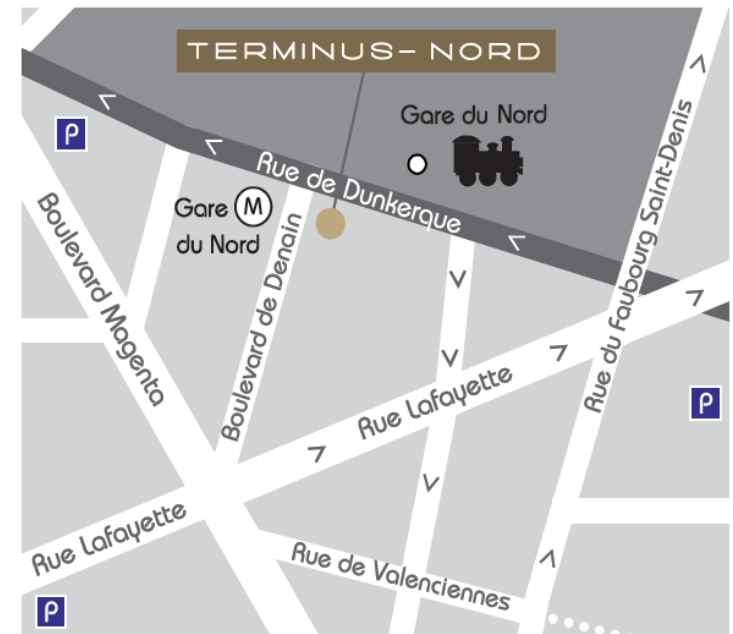 TERMINUS-NORD
Gare du Nord
P
Rue de Dunkerque
Gare M
du Nord
Boulevard Magenta
Boulevard de Denain
Rue du Faubourg Saint-Denis
Rue Lafayette
P
Rue Lafayette
Rue de Valenciennes
P